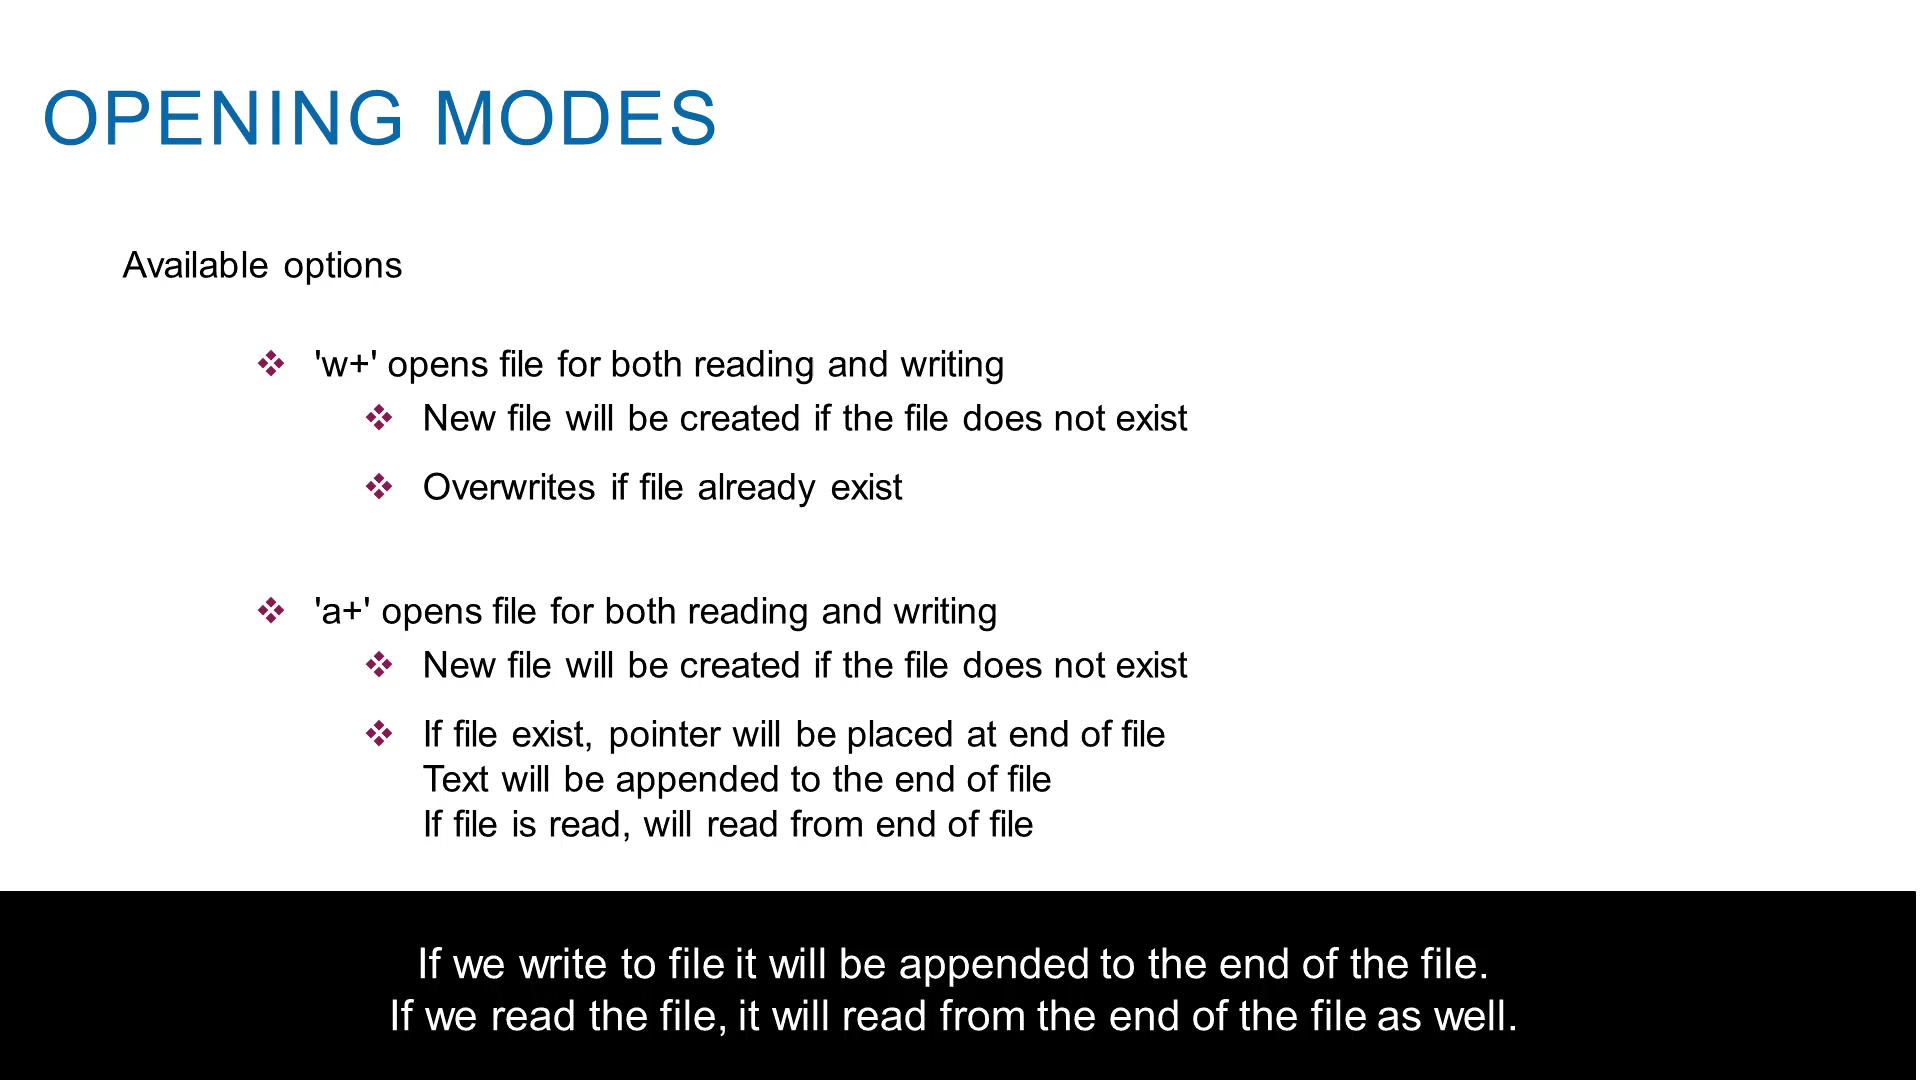 OPENING MODES
Available options
'w+' opens file for both reading and writing
New file will be created if the file does not exist
Overwrites if file already exist
'a+' opens file for both reading and writing
New file will be created if the file does not exist
If file exist, pointer will be placed at end of file
Text will be appended to the end of file
If file is read, will read from end of file
If we write to file it will be appended to the end of the file.
If we read the file, it will read from the end of the file as well.